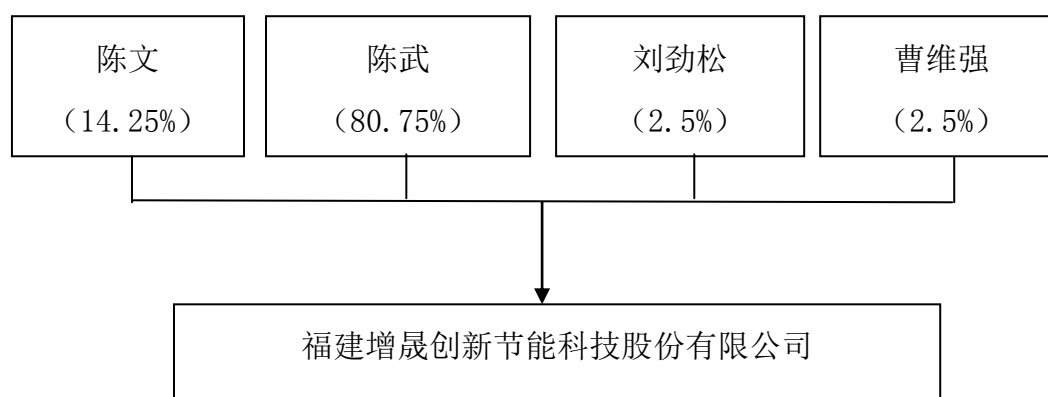 陈文
（14.25%）
陈武
（80.75%）
刘劲松
（2.5%）
曹维强
（2.5%）
福建增晟创新节能科技股份有限公司